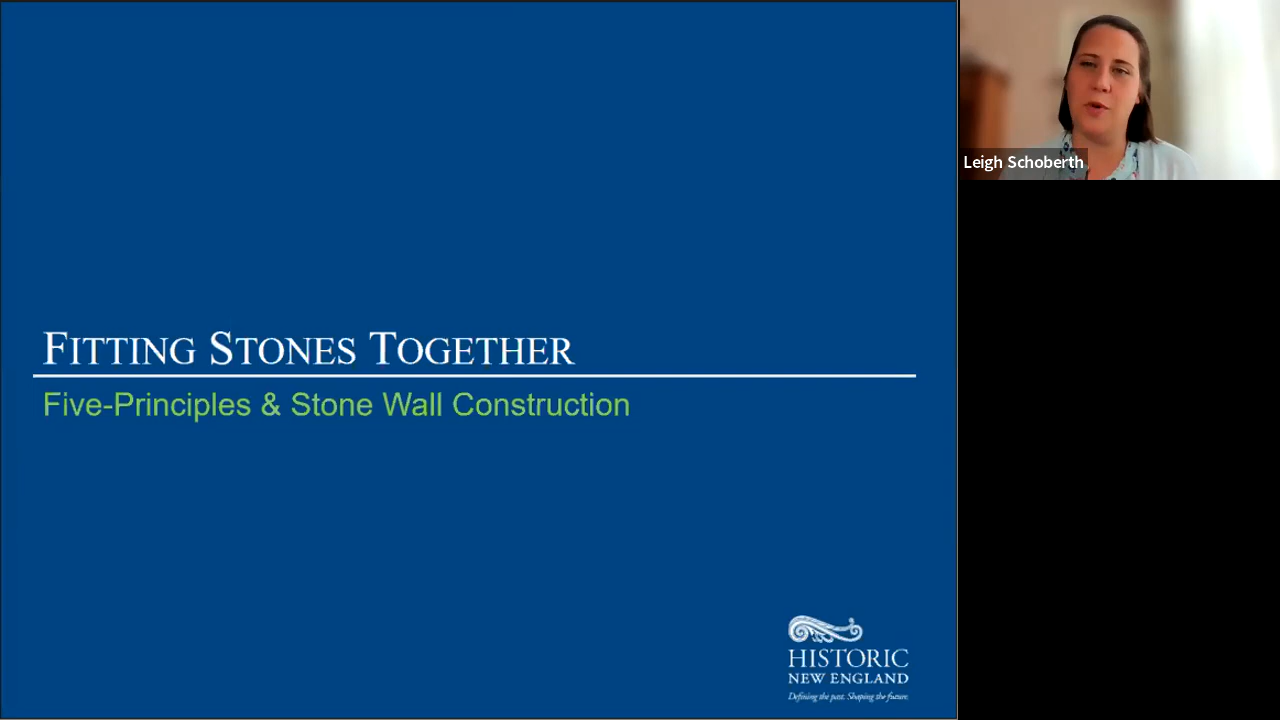 FITTING STONES TOGETHER
Five-Principles & Stone Wall Construction
HISTORIC
NEW ENGLAND
Defining the past. Shaping the future.
Leigh Schoberth